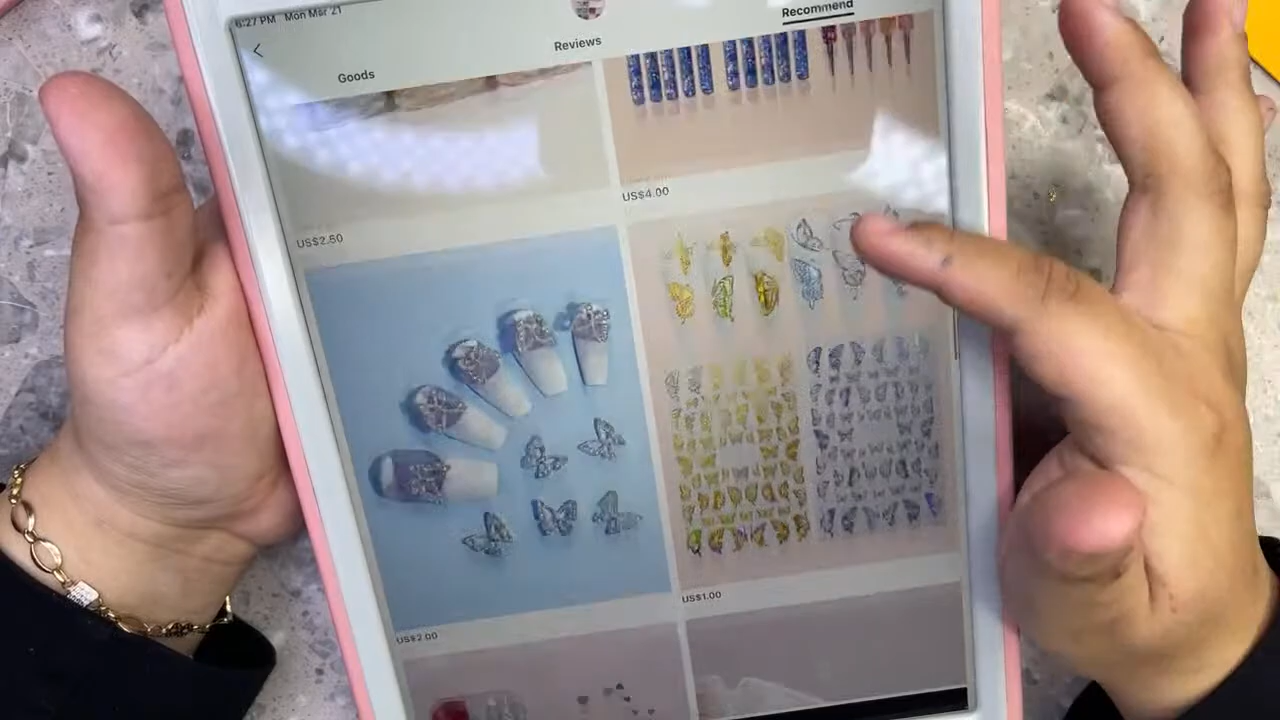 6:27 PM Mon Mar 21
Recommend
Reviews
Goods
US$4.00
US$2.50
US$1.00
US$2.00